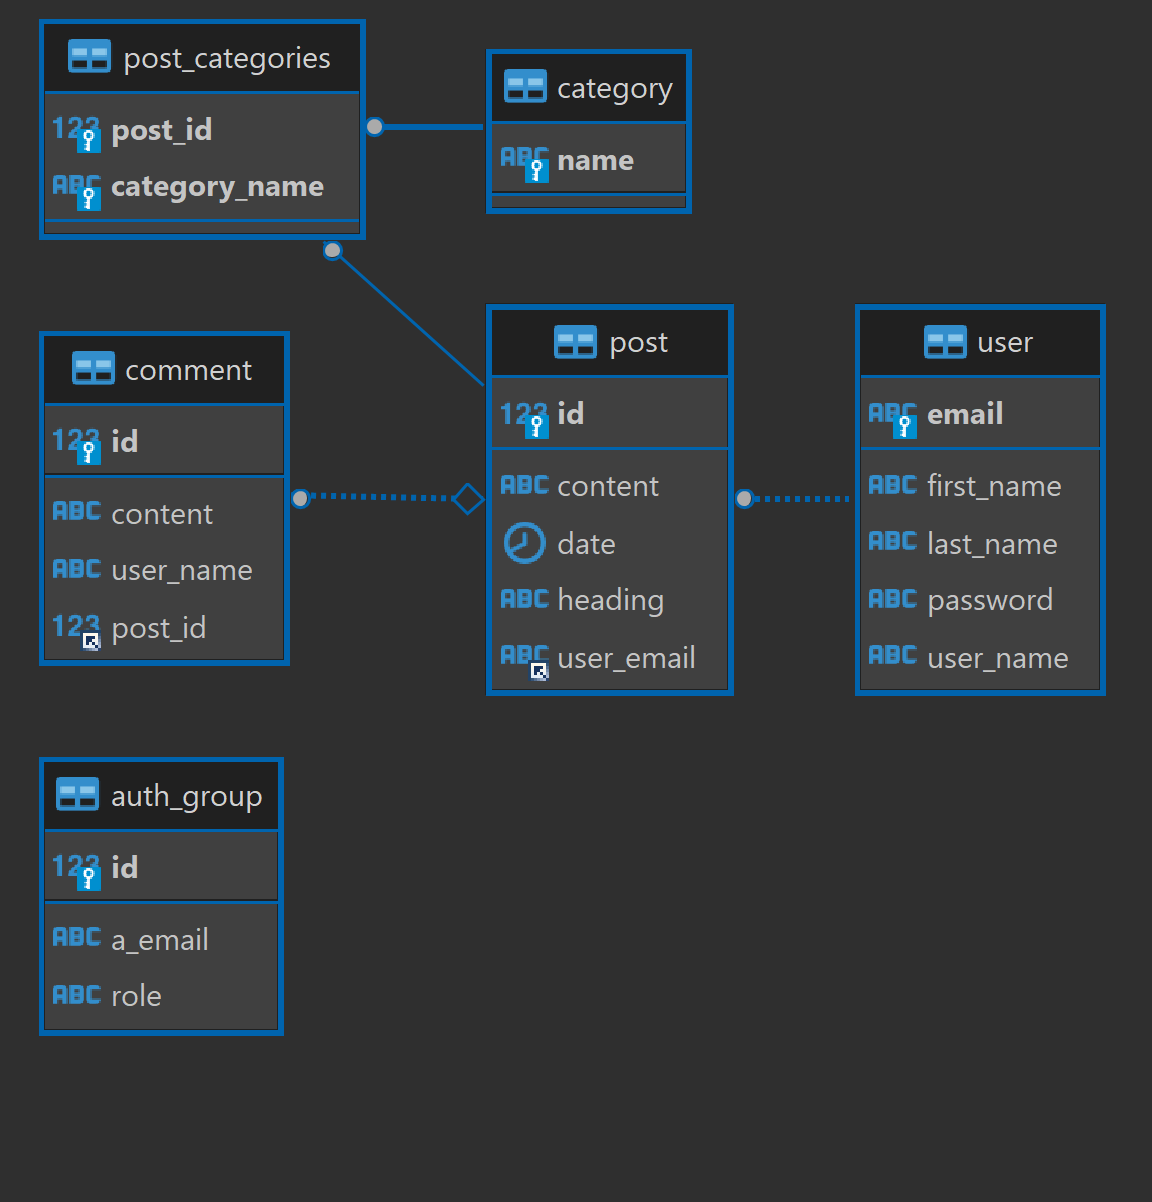 post_categories
123 post_id
ABC category_name
category
ABC name
comment
123 id
ABC content
ABC user_name
123 post_id
post
123 id
ABC content
date
ABC heading
ABC user_email
user
ABC email
ABC first_name
ABC last_name
ABC password
ABC user_name
auth_group
123 id
ABC a_email
ABC role